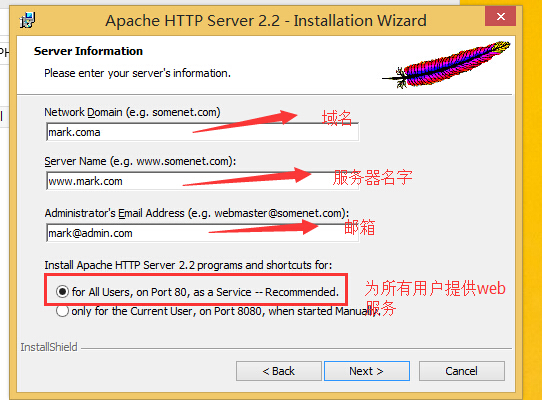 Apache HTTP Server 2.2 - Installation Wizard
Server Information
Please enter your server's information.
Network Domain (e.g. somenet.com)
域名
mark.coma
Server Name (e.g. www.somenet.com):
服务器名字
www.mark.com
Administrator's Email Address (e.g. webmaster@somenet.com):
邮箱
mark@admin.com
Install Apache HTTP Server 2.2 programs and shortcuts for:
for All Users, on Port 80, as a Service -- Recommended.
为所有用户提供web
服务
only for the Current User, on Port 8080, when started Manually.
InstallShield
< Back
Next >
Cancel